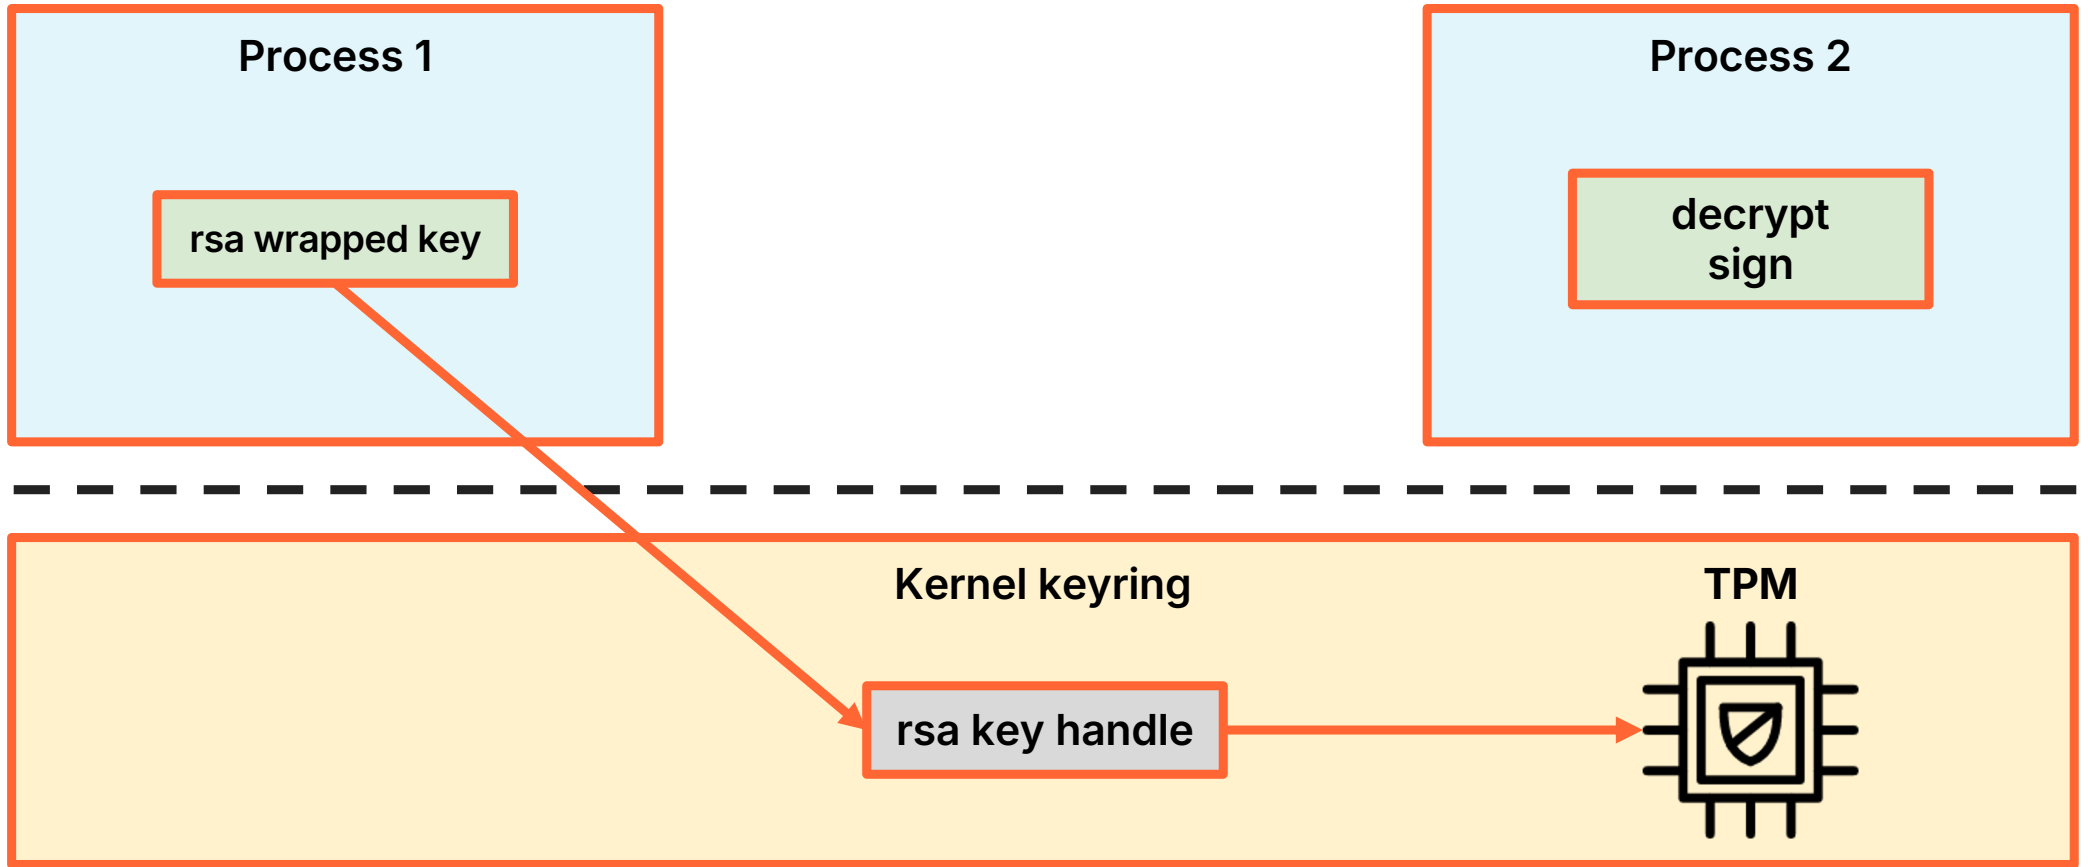 Process 1
Process 2
rsa wrapped key
decrypt
sign
Kernel keyring
TPM
rsa key handle